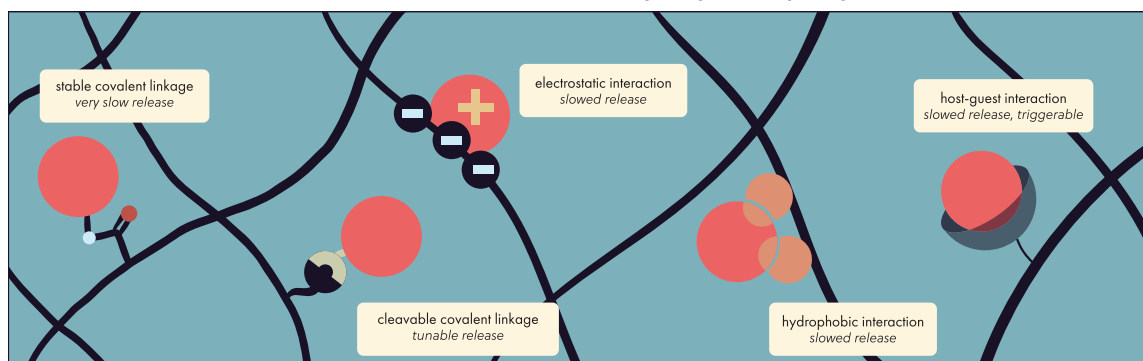 stable covalent linkage
very slow release
electrostatic interaction
slowed release
host-guest interaction
slowed release, triggerable
cleavable covalent linkage
tunable release
hydrophobic interaction
slowed release